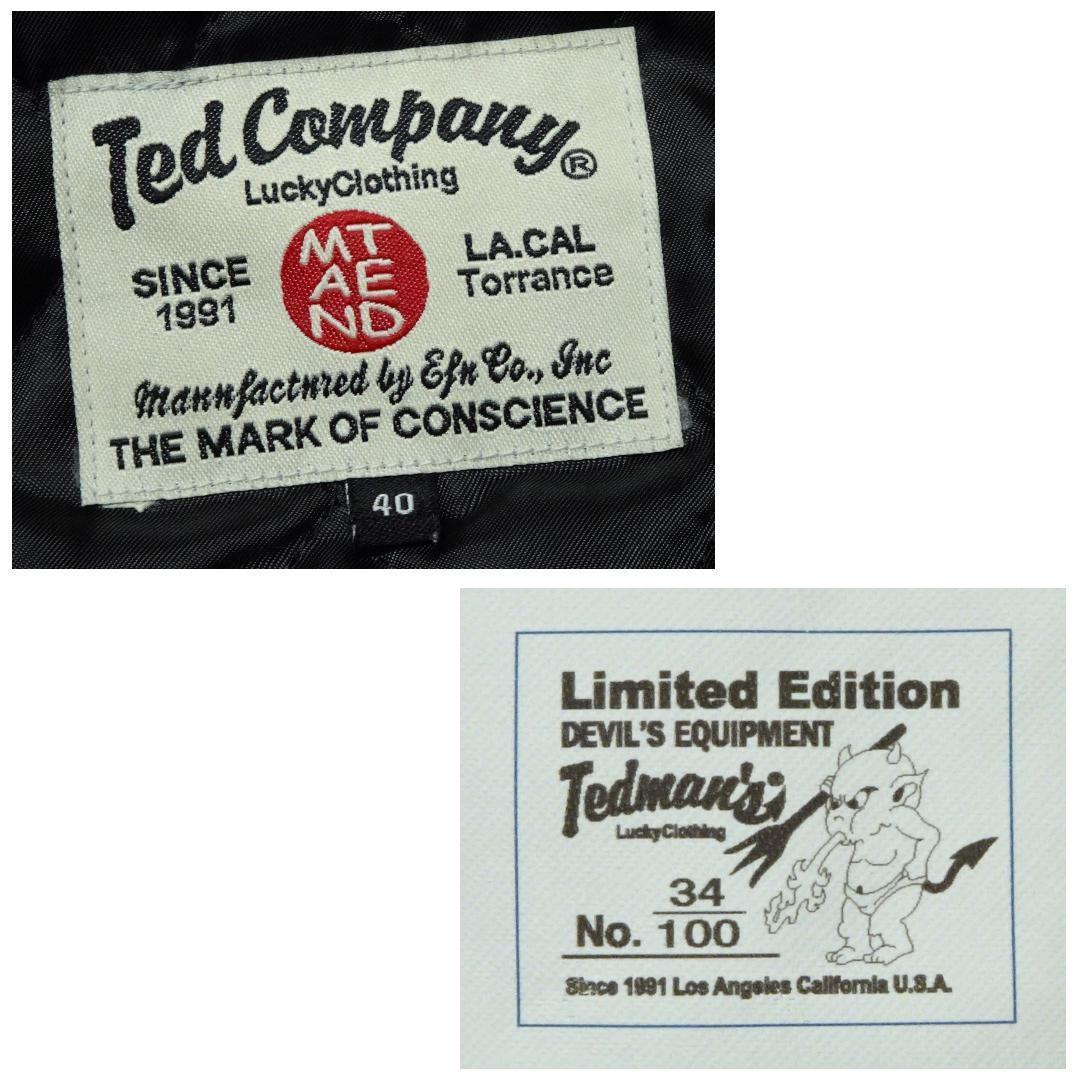 Ted Company®
LuckyClothing
SINCE
1991
MT
AE
ND
LA.CAL
Torrance
Mannfactnred by Efn Co., Inc
THE MARK OF CONSCIENCE
40
Limited Edition
DEVIL'S EQUIPMENT
Tedman's
LuckyClothing
No. 34/100
Since 1991 Los Angeles California U.S.A.